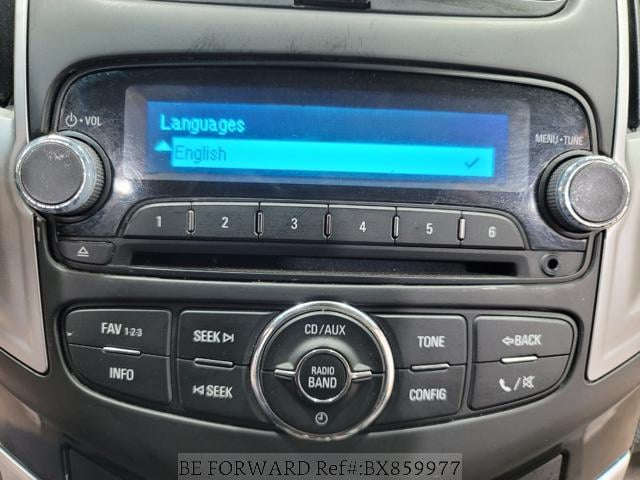 Languages
English
VOL
MENU • TUNE
1 2 3 4 5 6
FAV 1-2-3
SEEK
CD/AUX
TONE
BACK
INFO
SEEK
RADIO
BAND
CONFIG
BE FORWARD Ref#:BX859977